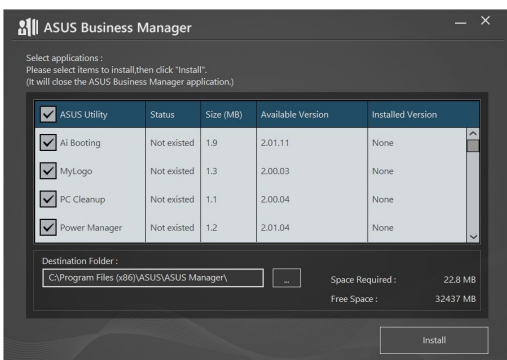 ASUS Business Manager
Select applications :
Please select items to install,then click "Install".
(It will close the ASUS Business Manager application.)
ASUS Utility Status Size (MB) Available Version Installed Version
Ai Booting Not existed 1.9 2.01.11 None
MyLogo Not existed 1.3 2.00.03 None
PC Cleanup Not existed 1.1 2.00.04 None
Power Manager Not existed 1.2 2.01.04 None
Destination Folder :
C:\Program Files (x86)\ASUS\ASUS Manager\ ...
Space Required : 22.8 MB
Free Space : 32437 MB
Install